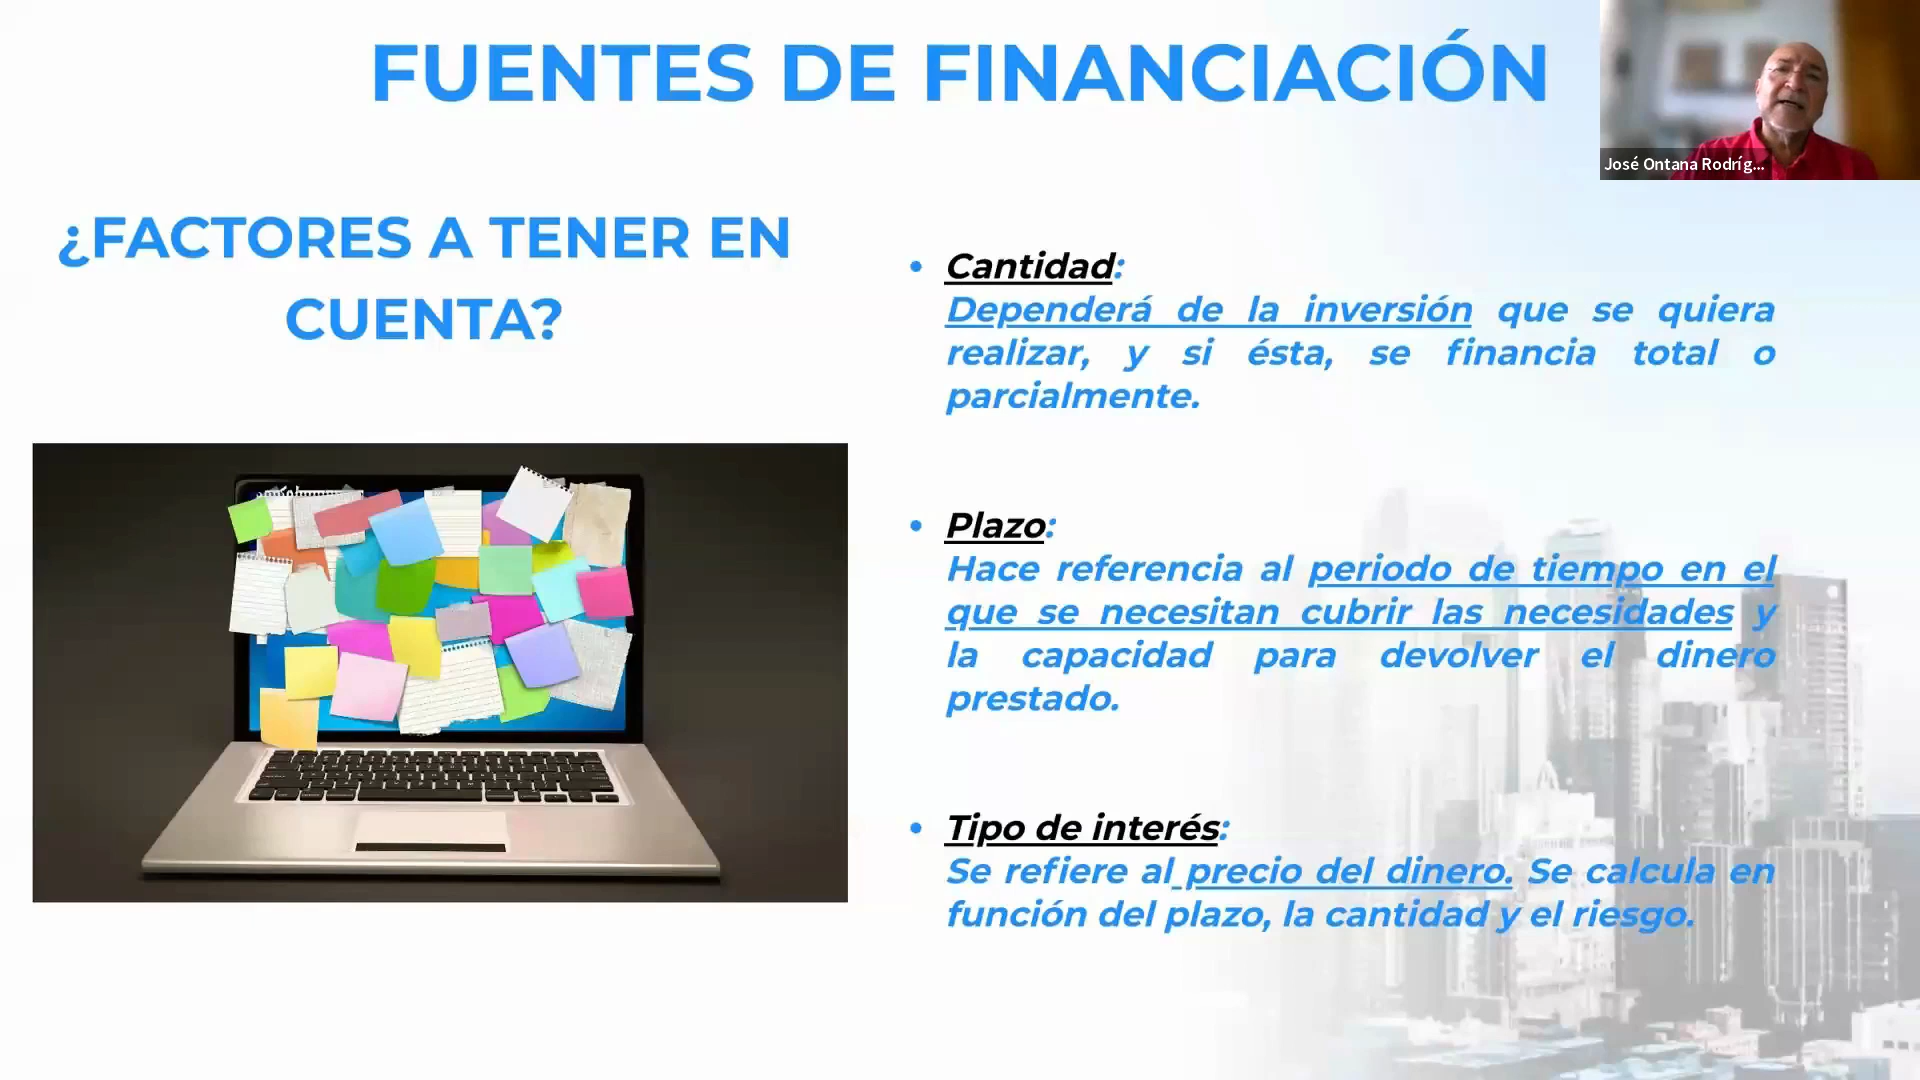 FUENTES DE FINANCIACIÓN
José Ontana Rodríg...
¿FACTORES A TENER EN
CUENTA?
• Cantidad:
Dependerá de la inversión que se quiera
realizar, y si ésta, se financia total o
parcialmente.
• Plazo:
Hace referencia al periodo de tiempo en el
que se necesitan cubrir las necesidades y
la capacidad para devolver el dinero
prestado.
• Tipo de interés:
Se refiere al precio del dinero. Se calcula en
función del plazo, la cantidad y el riesgo.